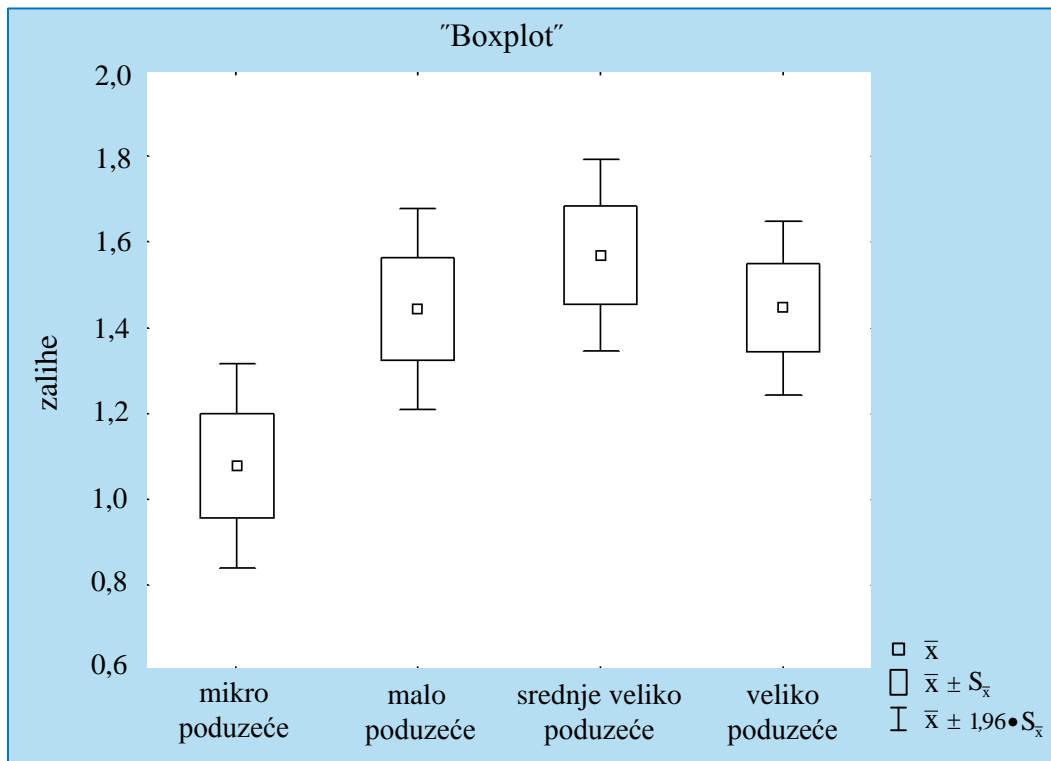 ˝Boxplot˝
zalihe
2,0
1,8
1,6
1,4
1,2
1,0
0,8
0,6
mikro
poduzeće
malo
poduzeće
srednje veliko
poduzeće
veliko
poduzeće
x̅
x̅ ± Sx̅
x̅ ± 1,96•Sx̅